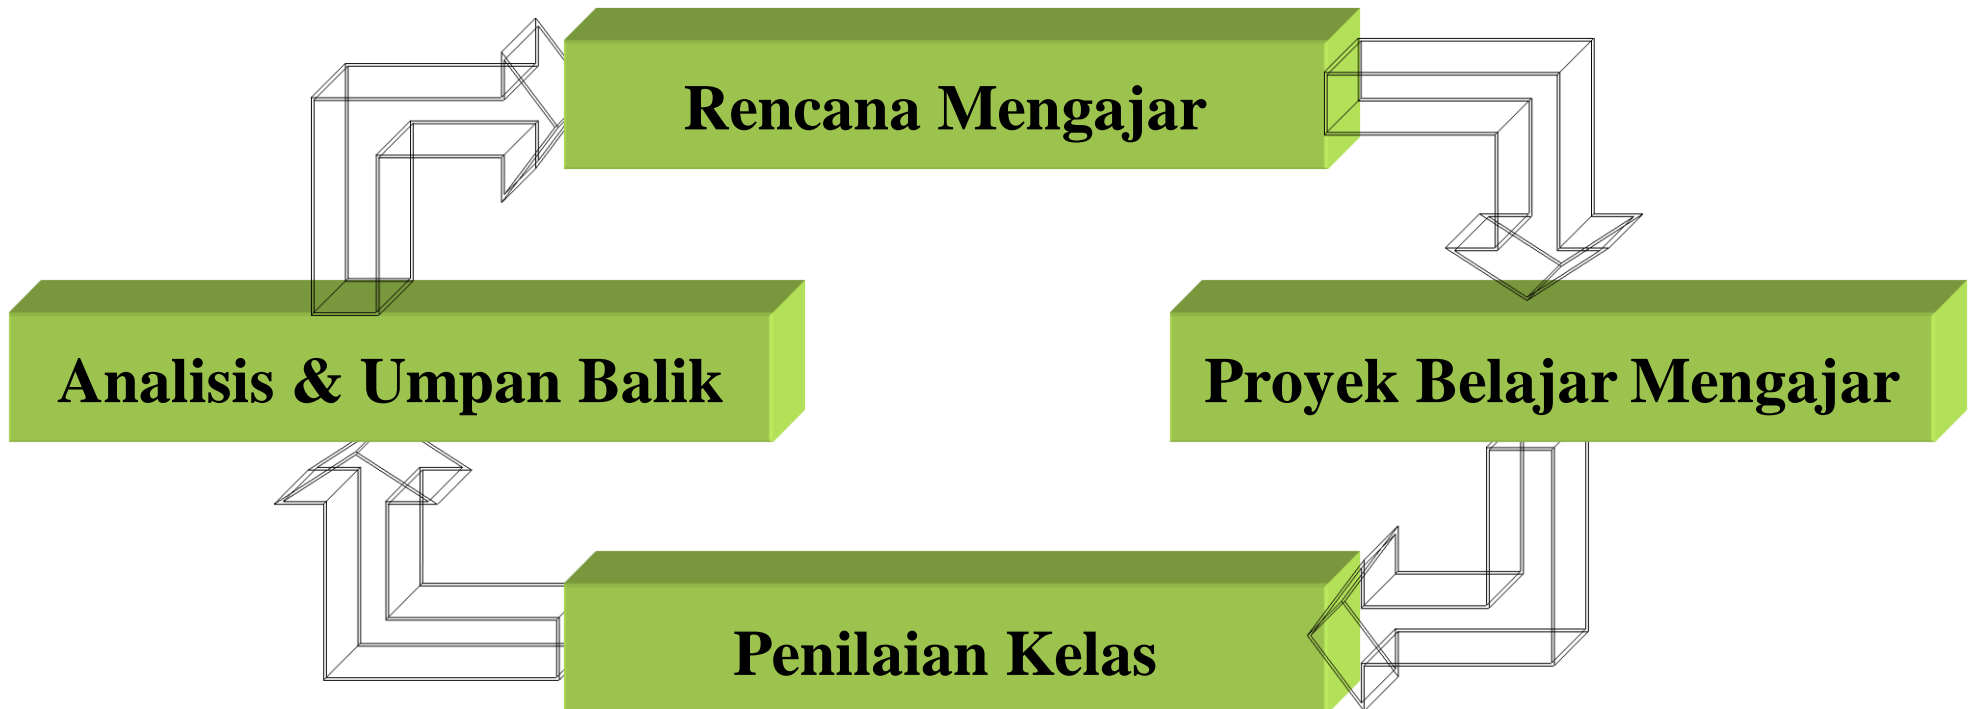 Rencana Mengajar
Analisis & Umpan Balik
Proyek Belajar Mengajar
Penilaian Kelas